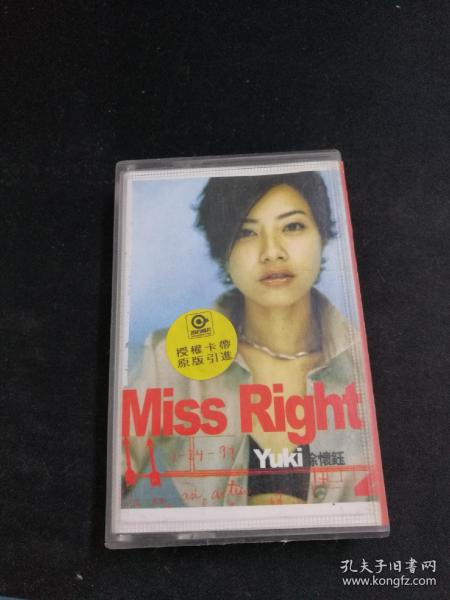 授權卡帶
原版引進
Miss Right
Yuki 徐懷鈺
孔夫子旧书网
www.kongfz.com